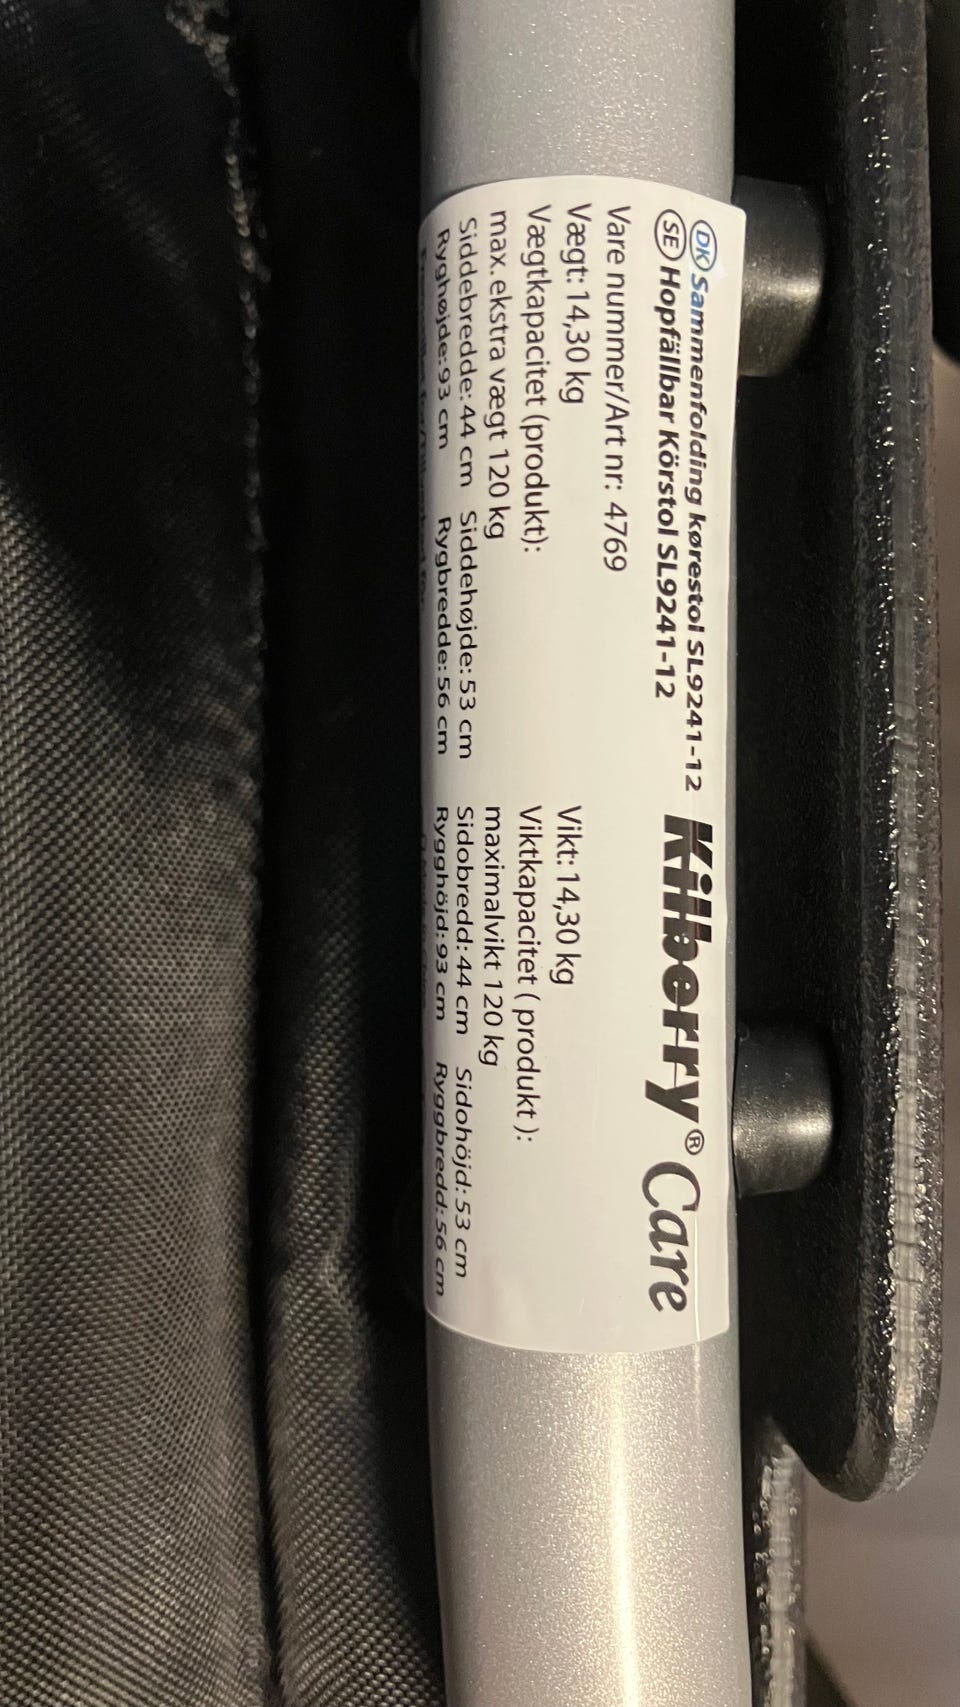 DK Sammenfolding kørestol SL9241-12
SE Hopfällbar Körstol SL9241-12
Kilberry® Care
Vare nummer/Art nr: 4769
Vægt: 14,30 kg
Vægtkapacitet (produkt):
max. ekstra vægt 120 kg
Siddebredde: 44 cm Siddehøjde: 53 cm
Ryghøjde: 93 cm Rygbredde: 56 cm
Vikt: 14,30 kg
Viktkapacitet ( produkt ):
maximalvikt 120 kg
Sidobredd: 44 cm Sidohöjd: 53 cm
Rygghöjd: 93 cm Ryggbredd: 56 cm